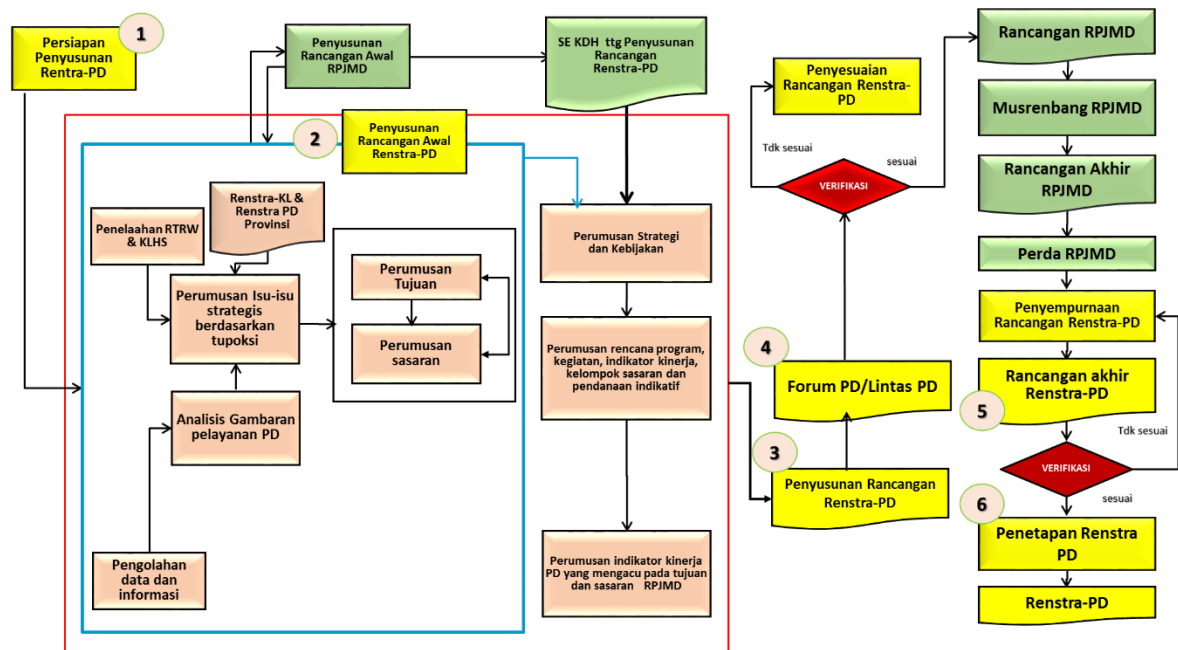 1
Persiapan
Penyusunan
Rentra-PD
Penyusunan
Rancangan Awal
RPJMD
SE KDH ttg Penyusunan
Rancangan
Renstra-PD
2
Penyusunan
Rancangan Awal
Renstra-PD
Renstra-KL &
Renstra PD
Provinsi
Penelaahan RTRW
& KLHS
Perumusan Isu-isu
strategis
berdasarkan
tupoksi
Perumusan
Tujuan
Perumusan
sasaran
Analisis Gambaran
pelayanan PD
Pengolahan
data dan
informasi
Perumusan Strategi
dan Kebijakan
Perumusan rencana program,
kegiatan, indikator kinerja,
kelompok sasaran dan
pendanaan indikatif
Perumusan indikator kinerja
PD yang mengacu pada tujuan
dan sasaran RPJMD
3
Penyusunan Rancangan
Renstra-PD
4
Forum PD/Lintas PD
VERIFIKASI
Tdk sesuai
sesuai
Penyesuaian
Rancangan Renstra-
PD
Rancangan RPJMD
Musrenbang RPJMD
Rancangan Akhir
RPJMD
Perda RPJMD
Penyempurnaan
Rancangan Renstra-PD
Rancangan akhir
Renstra-PD
5
Tdk sesuai
VERIFIKASI
sesuai
6
Penetapan Renstra
PD
Renstra-PD